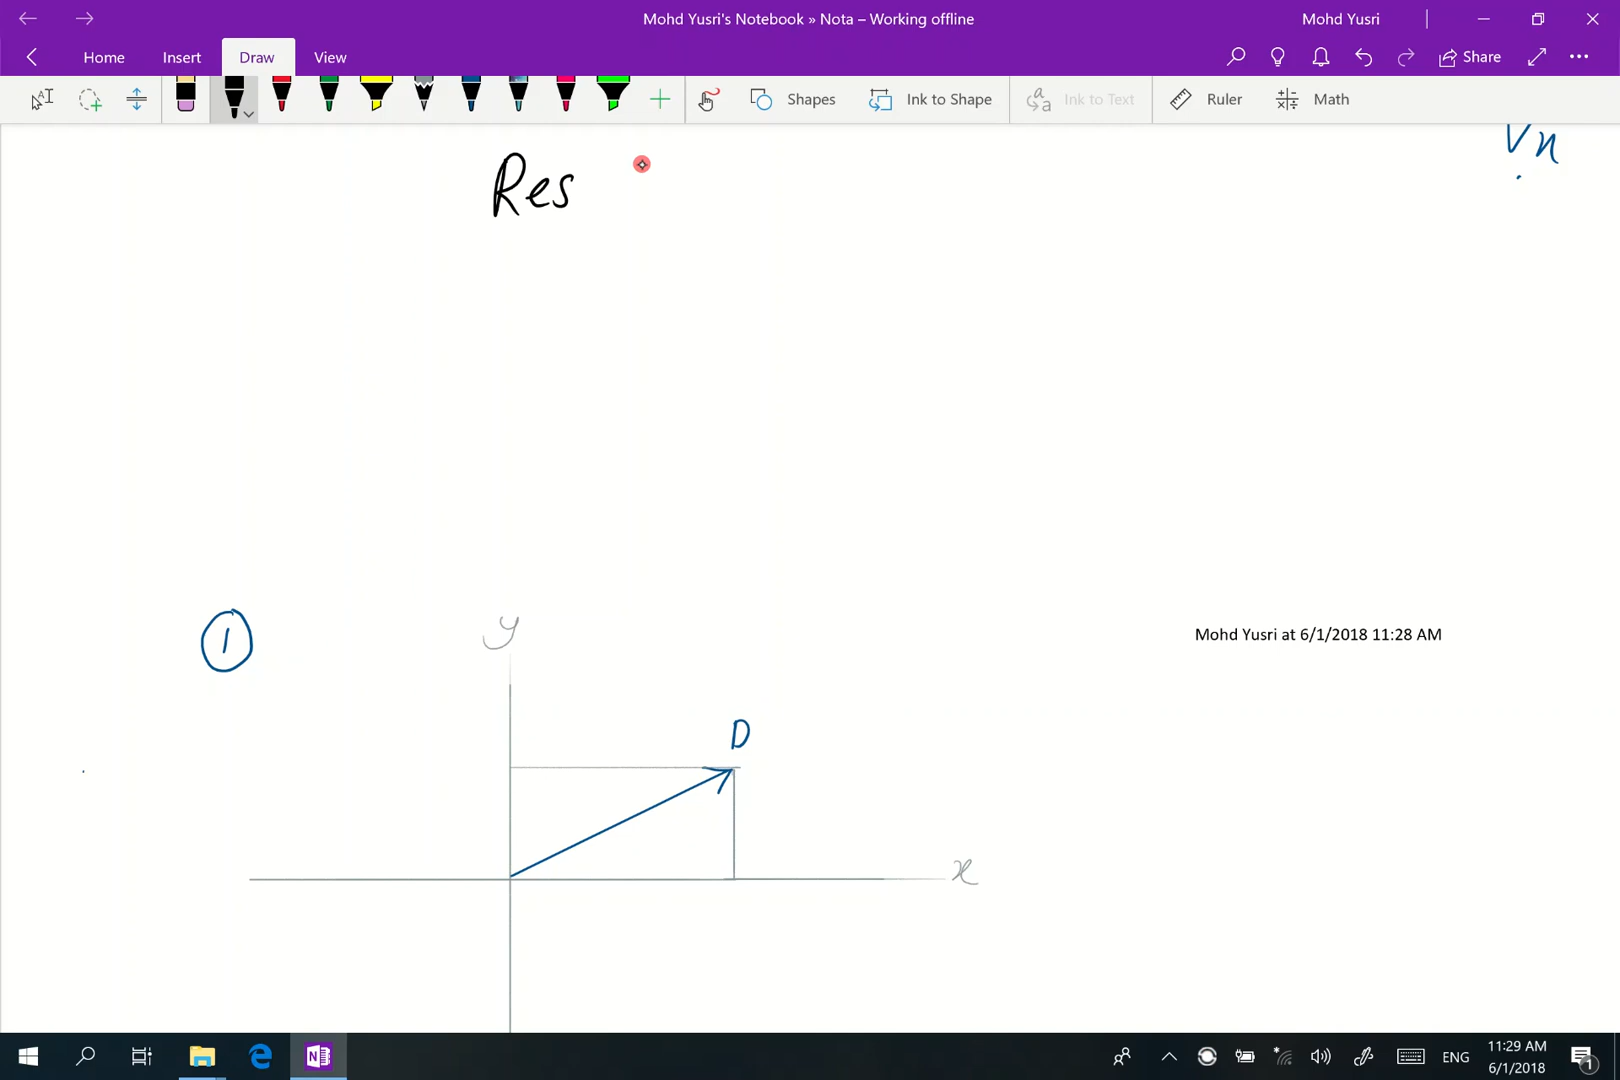 Mohd Yusri's Notebook » Nota – Working offline
Mohd Yusri
Home Insert Draw View
Share
Shapes Ink to Shape Ink to Text Ruler Math
Res
1
y
Mohd Yusri at 6/1/2018 11:28 AM
D
x
ENG
11:29 AM
6/1/2018
1